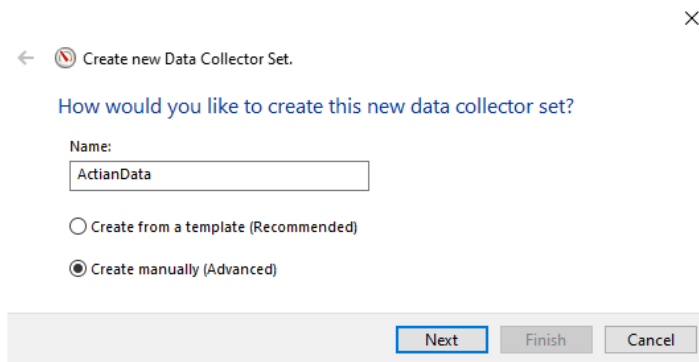 Create new Data Collector Set.
How would you like to create this new data collector set?
Name:
ActianData
Create from a template (Recommended)
Create manually (Advanced)
Next Finish Cancel